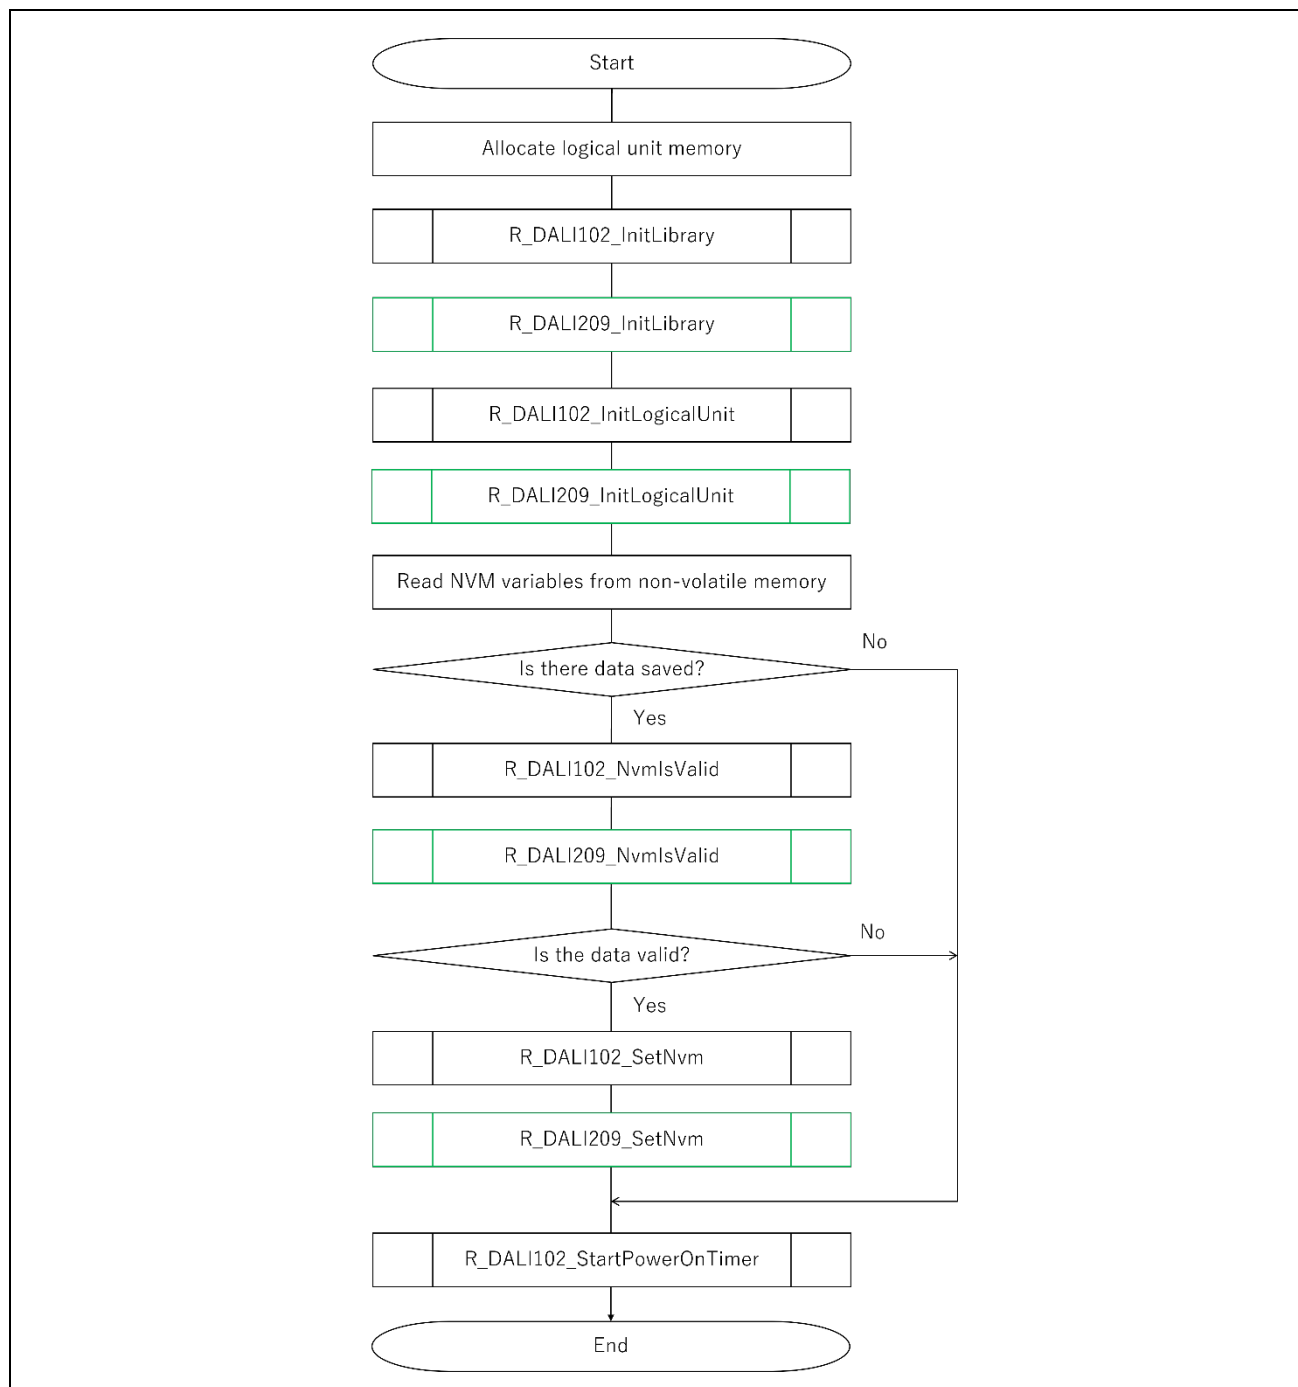 Start
Allocate logical unit memory
R_DALI102_InitLibrary
R_DALI209_InitLibrary
R_DALI102_InitLogicalUnit
R_DALI209_InitLogicalUnit
Read NVM variables from non-volatile memory
No
Is there data saved?
Yes
R_DALI102_NvmIsValid
R_DALI209_NvmIsValid
No
Is the data valid?
Yes
R_DALI102_SetNvm
R_DALI209_SetNvm
R_DALI102_StartPowerOnTimer
End